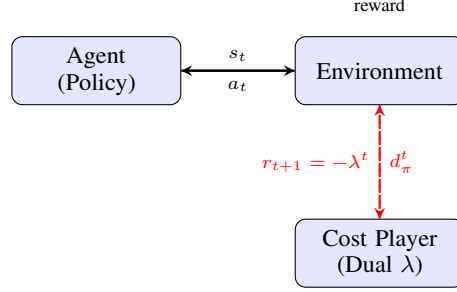 reward
Agent
(Policy)
s_t
a_t
Environment
r_{t+1} = −λ^t
d_π^t
Cost Player
(Dual λ)